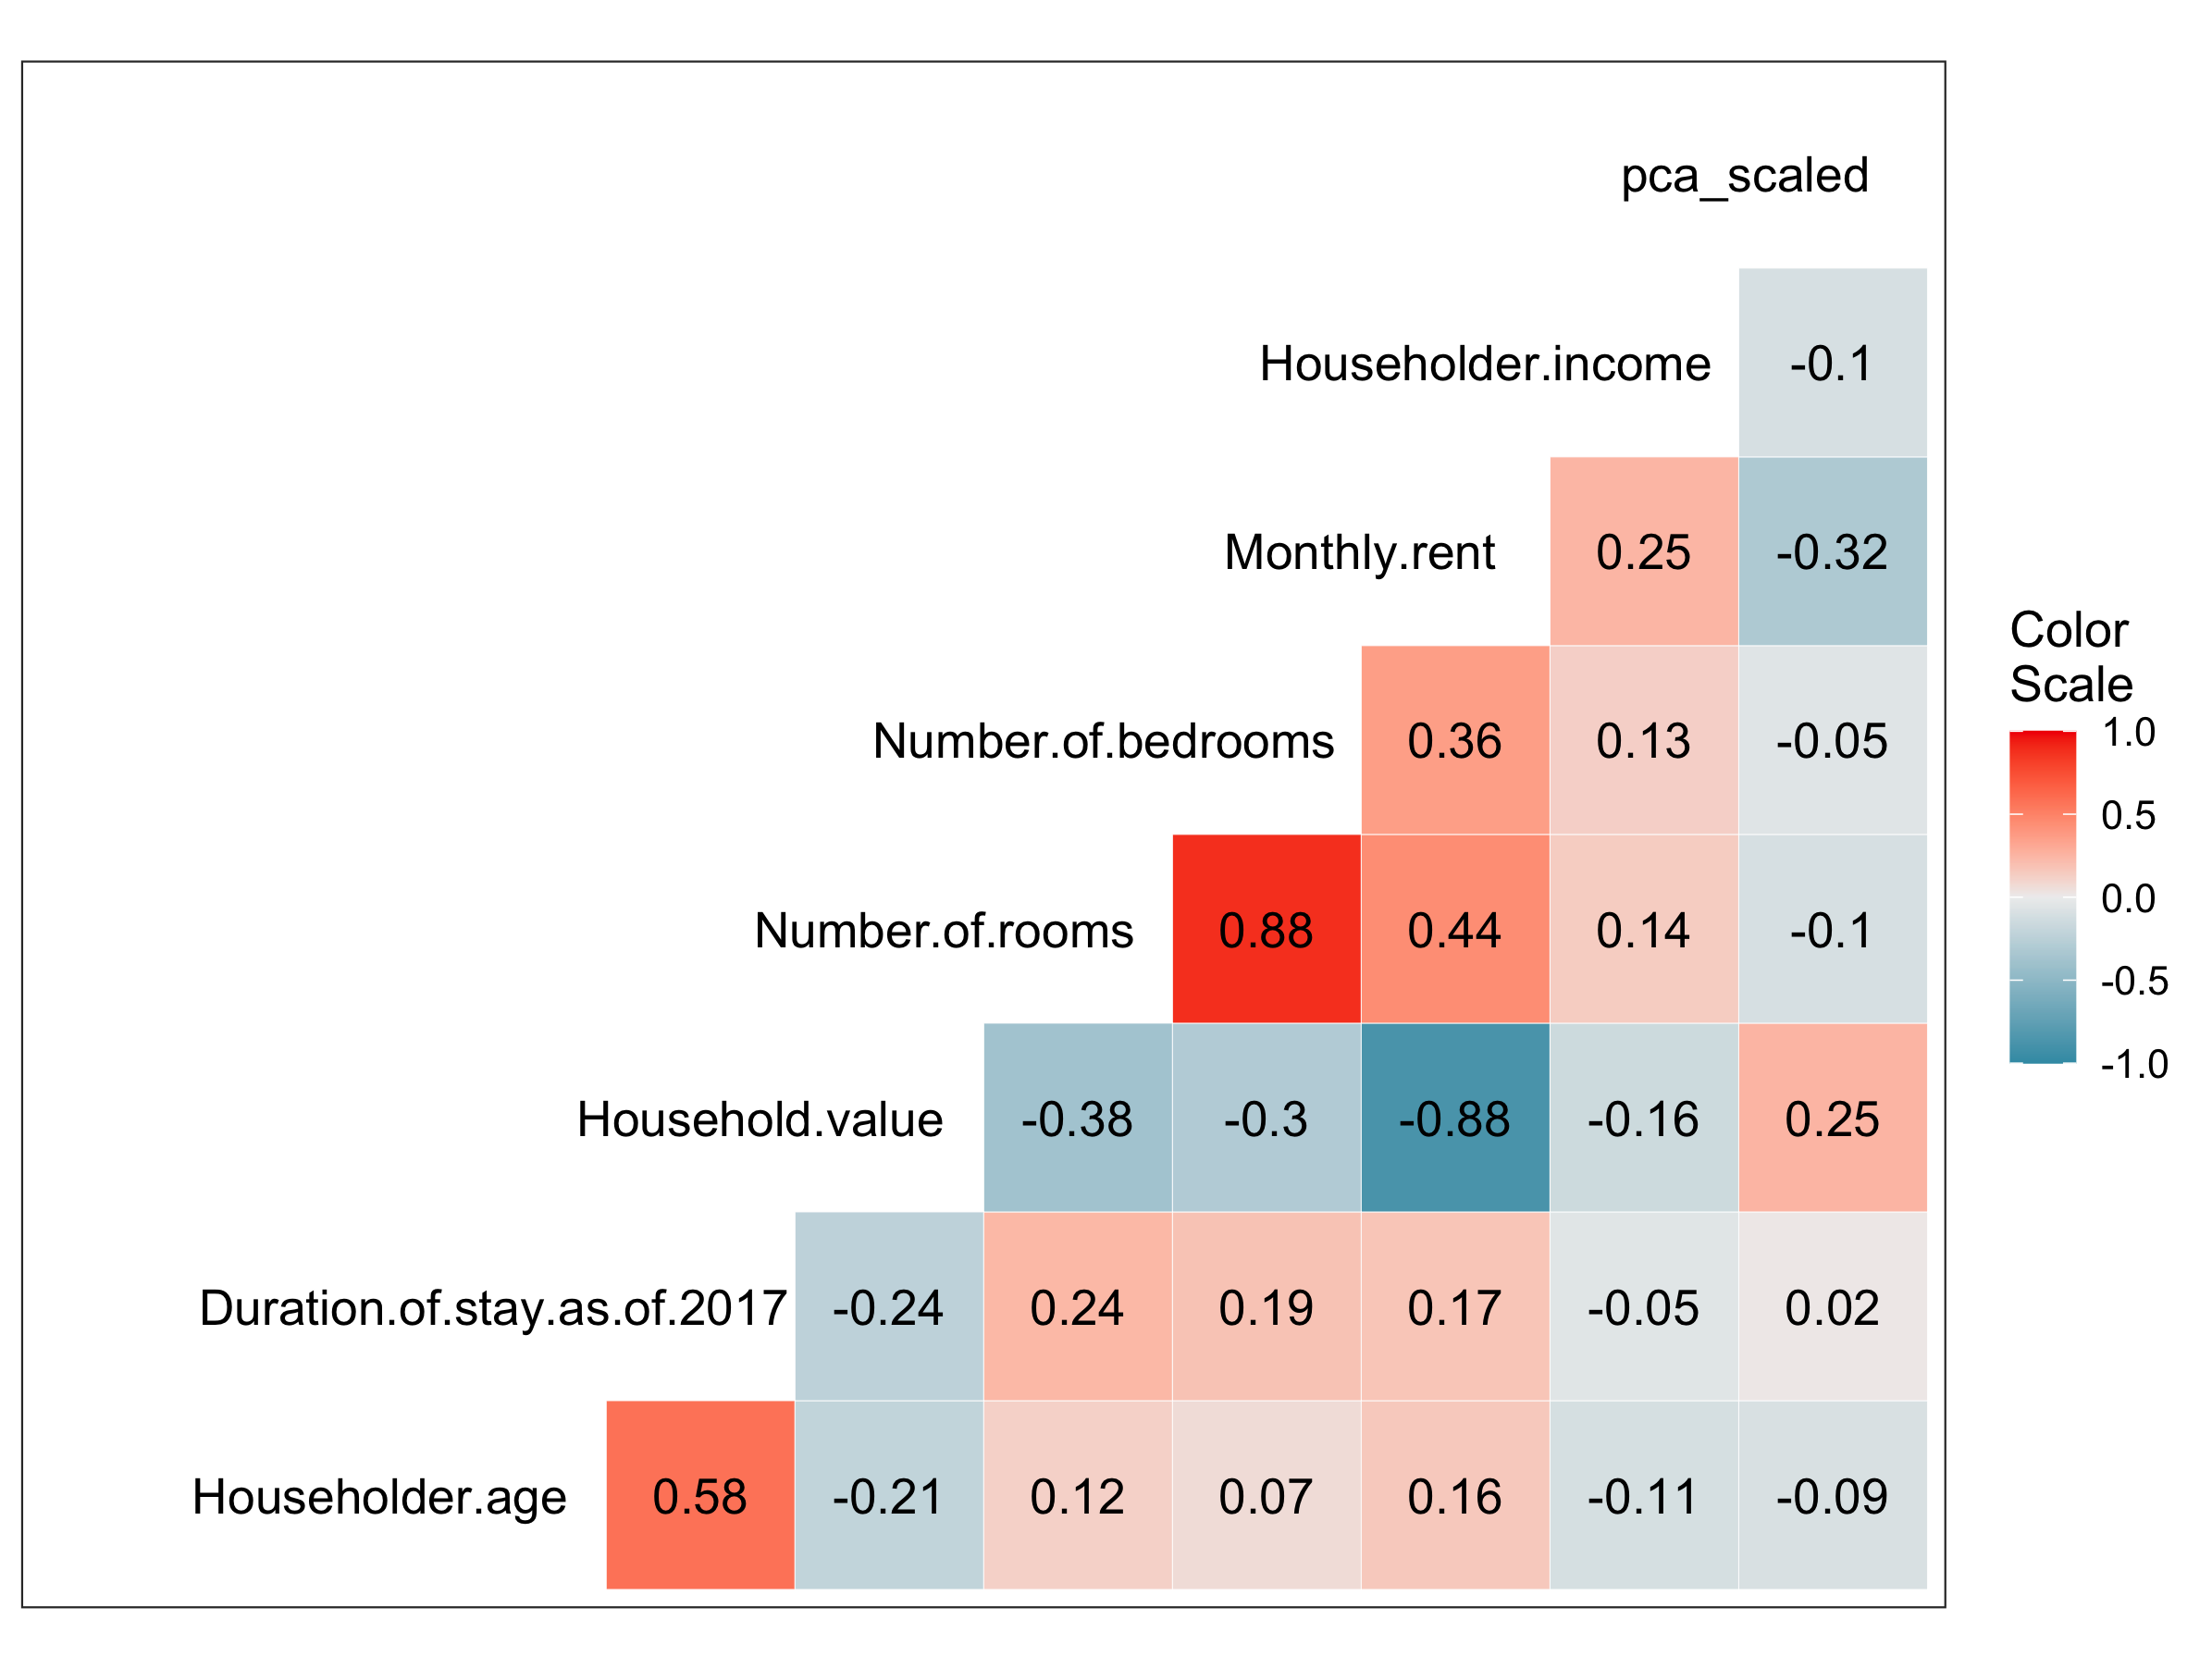 pca_scaled
Householder.income -0.1
Monthly.rent 0.25 -0.32
Number.of.bedrooms 0.36 0.13 -0.05
Number.of.rooms 0.88 0.44 0.14 -0.1
Household.value -0.38 -0.3 -0.88 -0.16 0.25
Duration.of.stay.as.of.2017 -0.24 0.24 0.19 0.17 -0.05 0.02
Householder.age 0.58 -0.21 0.12 0.07 0.16 -0.11 -0.09
Color
Scale
1.0
0.5
0.0
-0.5
-1.0